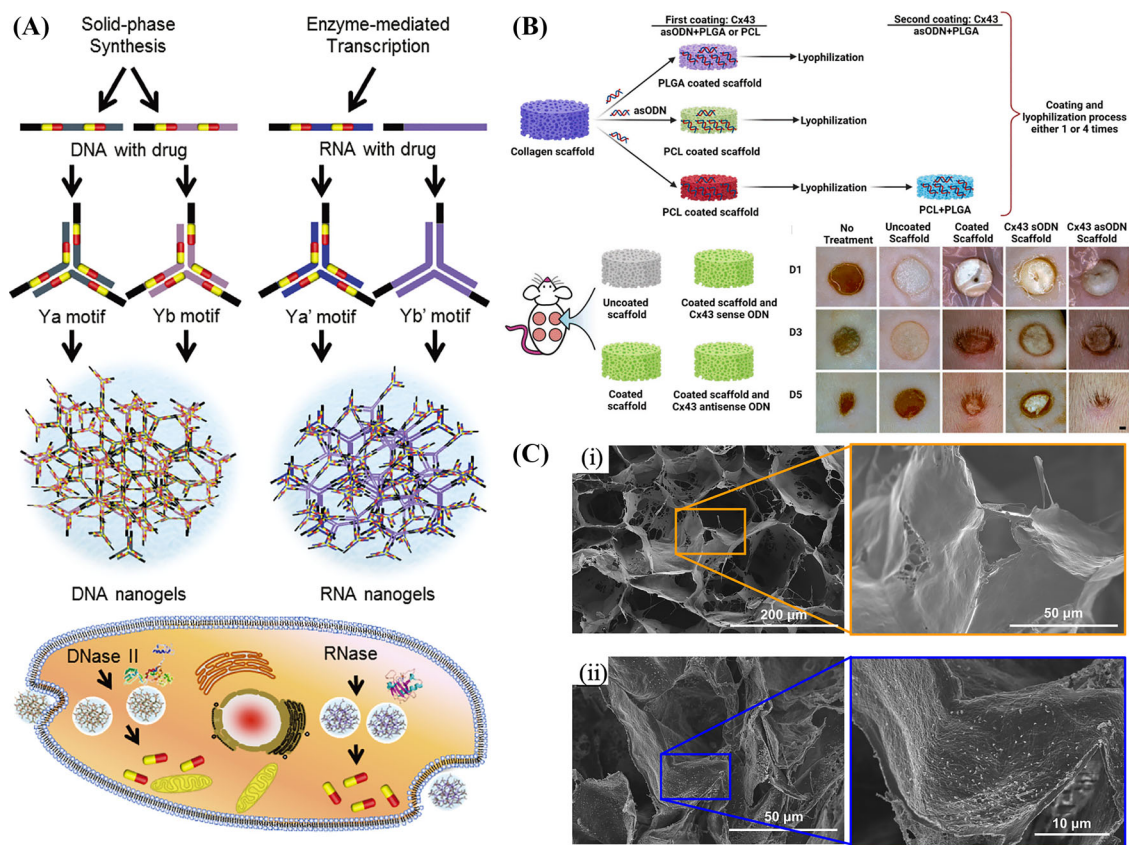 (A)
Solid-phase
Synthesis
Enzyme-mediated
Transcription
DNA with drug
RNA with drug
Ya motif
Yb motif
Ya' motif
Yb' motif
DNA nanogels
RNA nanogels
DNase II
RNase
(B)
First coating: Cx43
asODN+PLGA or PCL
Second coating: Cx43
asODN+PLGA
Collagen scaffold
asODN
PLGA coated scaffold
Lyophilization
PCL coated scaffold
Lyophilization
PCL coated scaffold
Lyophilization
PCL+PLGA
Coating and
lyophilization process
either 1 or 4 times
Uncoated
scaffold
Coated scaffold and
Cx43 sense ODN
Coated
scaffold
Coated scaffold and
Cx43 antisense ODN
No
Treatment
Uncoated
Scaffold
Coated
Scaffold
Cx43 sODN
Scaffold
Cx43 asODN
Scaffold
D1
D3
D5
(C)
(i)
200 µm
50 µm
(ii)
50 µm
10 µm